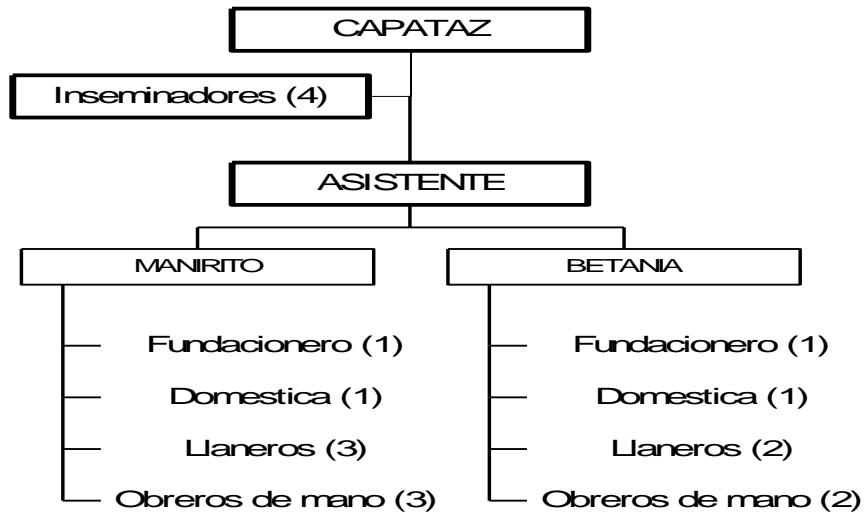 CAPATAZ
Inseminadores (4)
ASISTENTE
MANIRITO
BETANIA
Fundacionero (1)
Fundacionero (1)
Domestica (1)
Domestica (1)
Llaneros (3)
Llaneros (2)
Obreros de mano (3)
Obreros de mano (2)